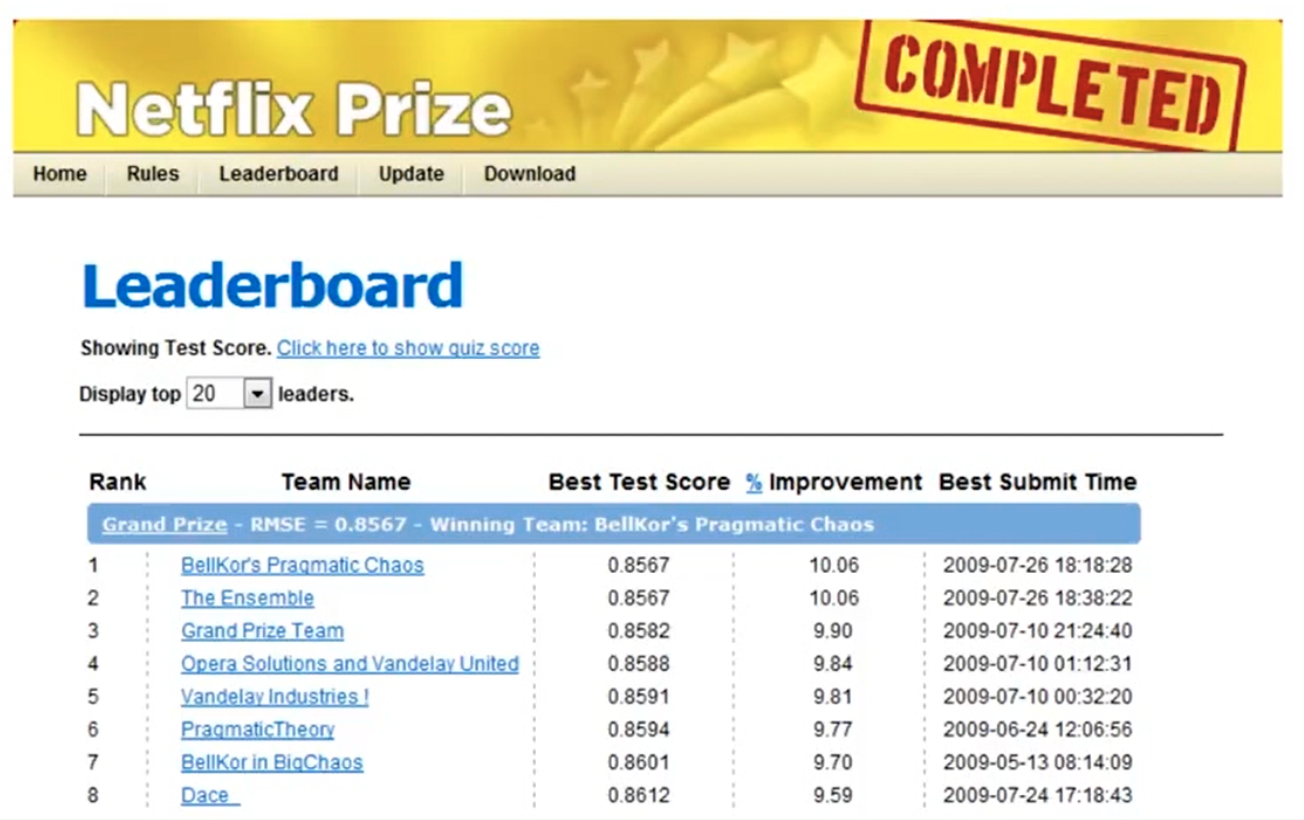 Netflix Prize
COMPLETED
Home Rules Leaderboard Update Download
Leaderboard
Showing Test Score. Click here to show quiz score
Display top 20 leaders.
Rank Team Name Best Test Score % Improvement Best Submit Time
Grand Prize - RMSE = 0.8567 - Winning Team: BellKor's Pragmatic Chaos
1 BellKor's Pragmatic Chaos 0.8567 10.06 2009-07-26 18:18:28
2 The Ensemble 0.8567 10.06 2009-07-26 18:38:22
3 Grand Prize Team 0.8582 9.90 2009-07-10 21:24:40
4 Opera Solutions and Vandelay United 0.8588 9.84 2009-07-10 01:12:31
5 Vandelay Industries ! 0.8591 9.81 2009-07-10 00:32:20
6 PragmaticTheory 0.8594 9.77 2009-06-24 12:06:56
7 BellKor in BigChaos 0.8601 9.70 2009-05-13 08:14:09
8 Dace_ 0.8612 9.59 2009-07-24 17:18:43